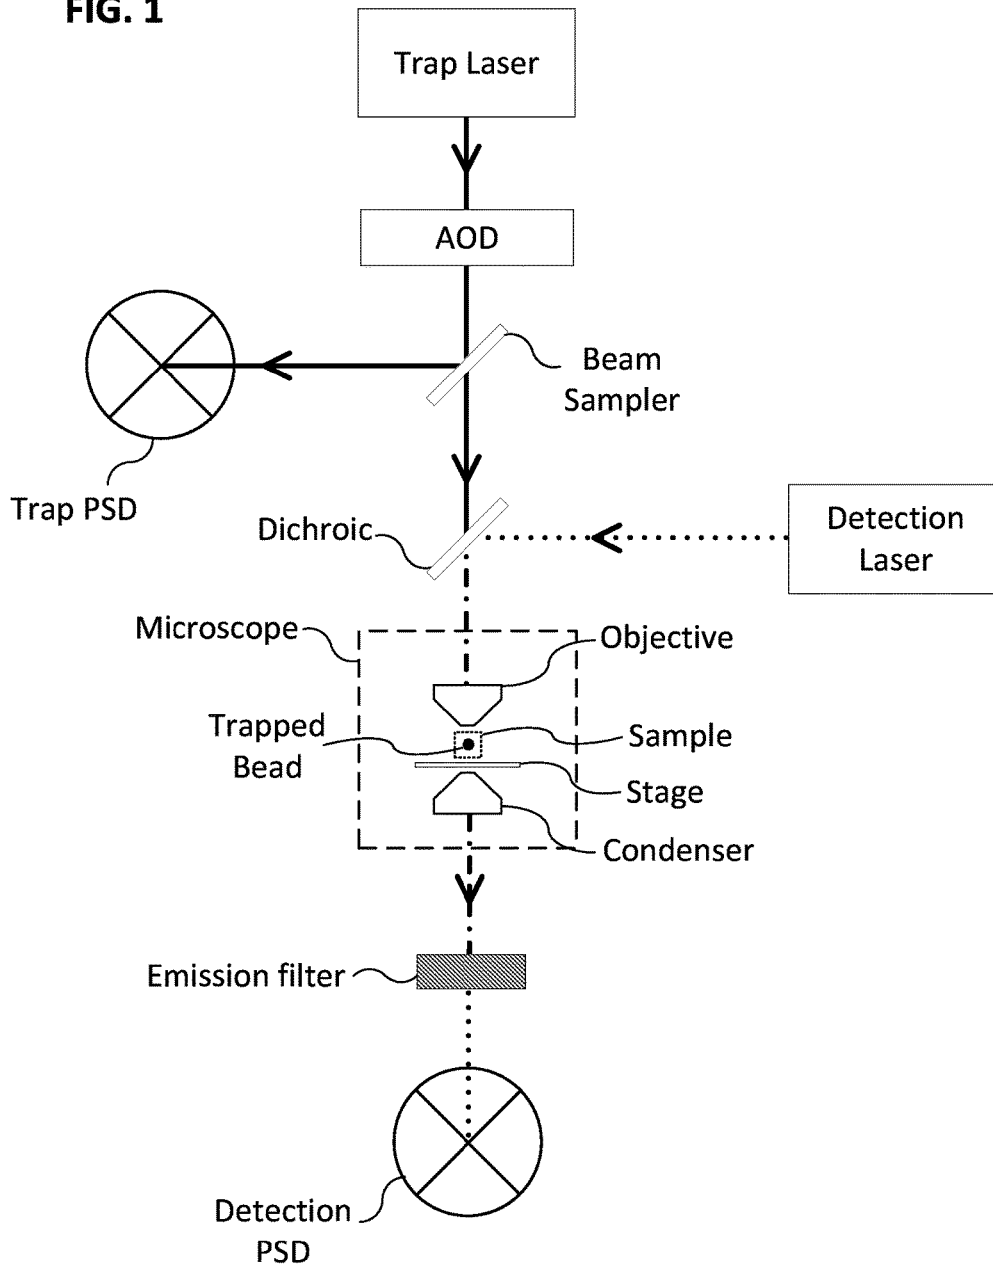 FIG. 1
Trap Laser
AOD
Beam
Sampler
Trap PSD
Dichroic
Detection
Laser
Microscope
Objective
Trapped
Bead
Sample
Stage
Condenser
Emission filter
Detection
PSD